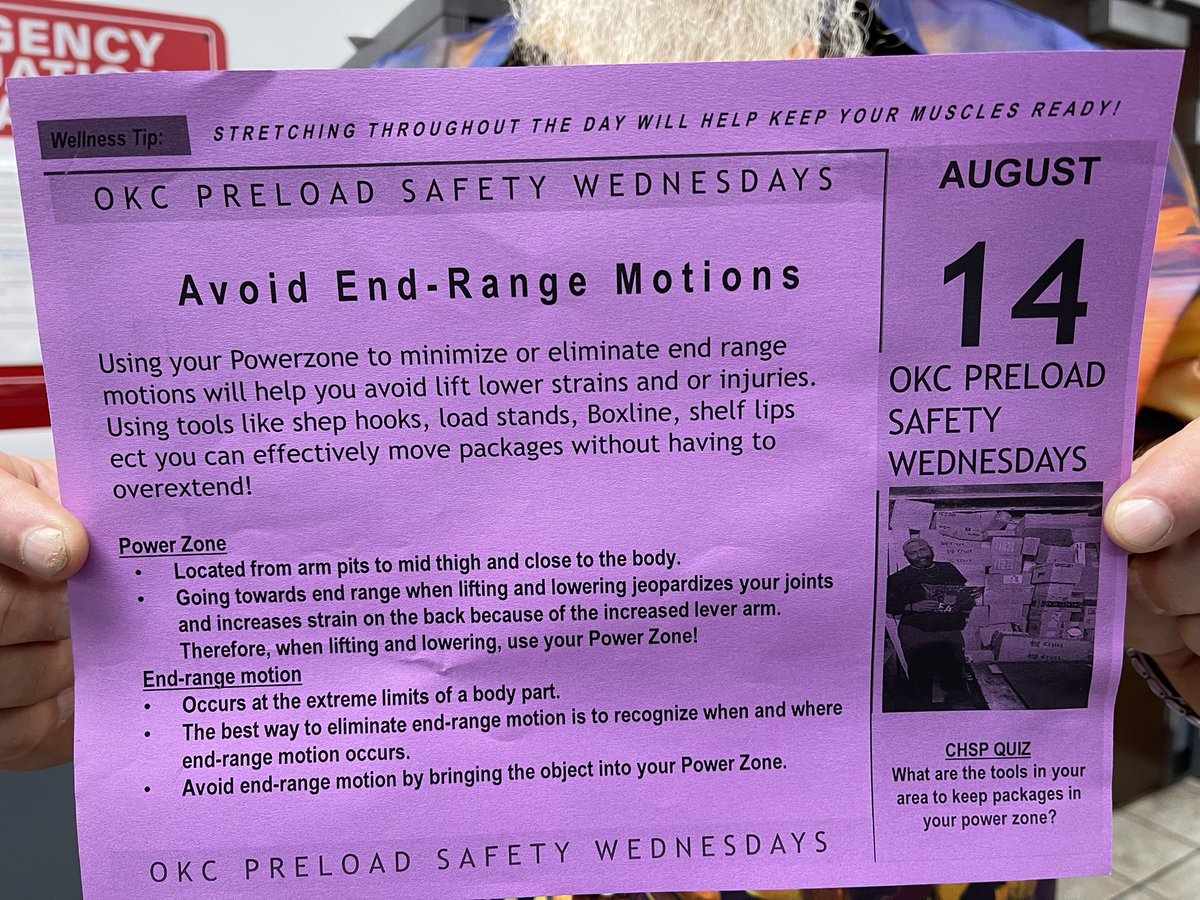 GENCY
Wellness Tip:
STRETCHING THROUGHOUT THE DAY WILL HELP KEEP YOUR MUSCLES READY!
OKC PRELOAD SAFETY WEDNESDAYS
Avoid End-Range Motions
Using your Powerzone to minimize or eliminate end range
motions will help you avoid lift lower strains and or injuries.
Using tools like shep hooks, load stands, Boxline, shelf lips
ect you can effectively move packages without having to
overextend!
Power Zone
• Located from arm pits to mid thigh and close to the body.
• Going towards end range when lifting and lowering jeopardizes your joints
and increases strain on the back because of the increased lever arm.
Therefore, when lifting and lowering, use your Power Zone!
End-range motion
• Occurs at the extreme limits of a body part.
• The best way to eliminate end-range motion is to recognize when and where
end-range motion occurs.
• Avoid end-range motion by bringing the object into your Power Zone.
OKC PRELOAD SAFETY WEDNESDAYS
AUGUST
14
OKC PRELOAD
SAFETY
WEDNESDAYS
CHSP QUIZ
What are the tools in your
area to keep packages in
your power zone?